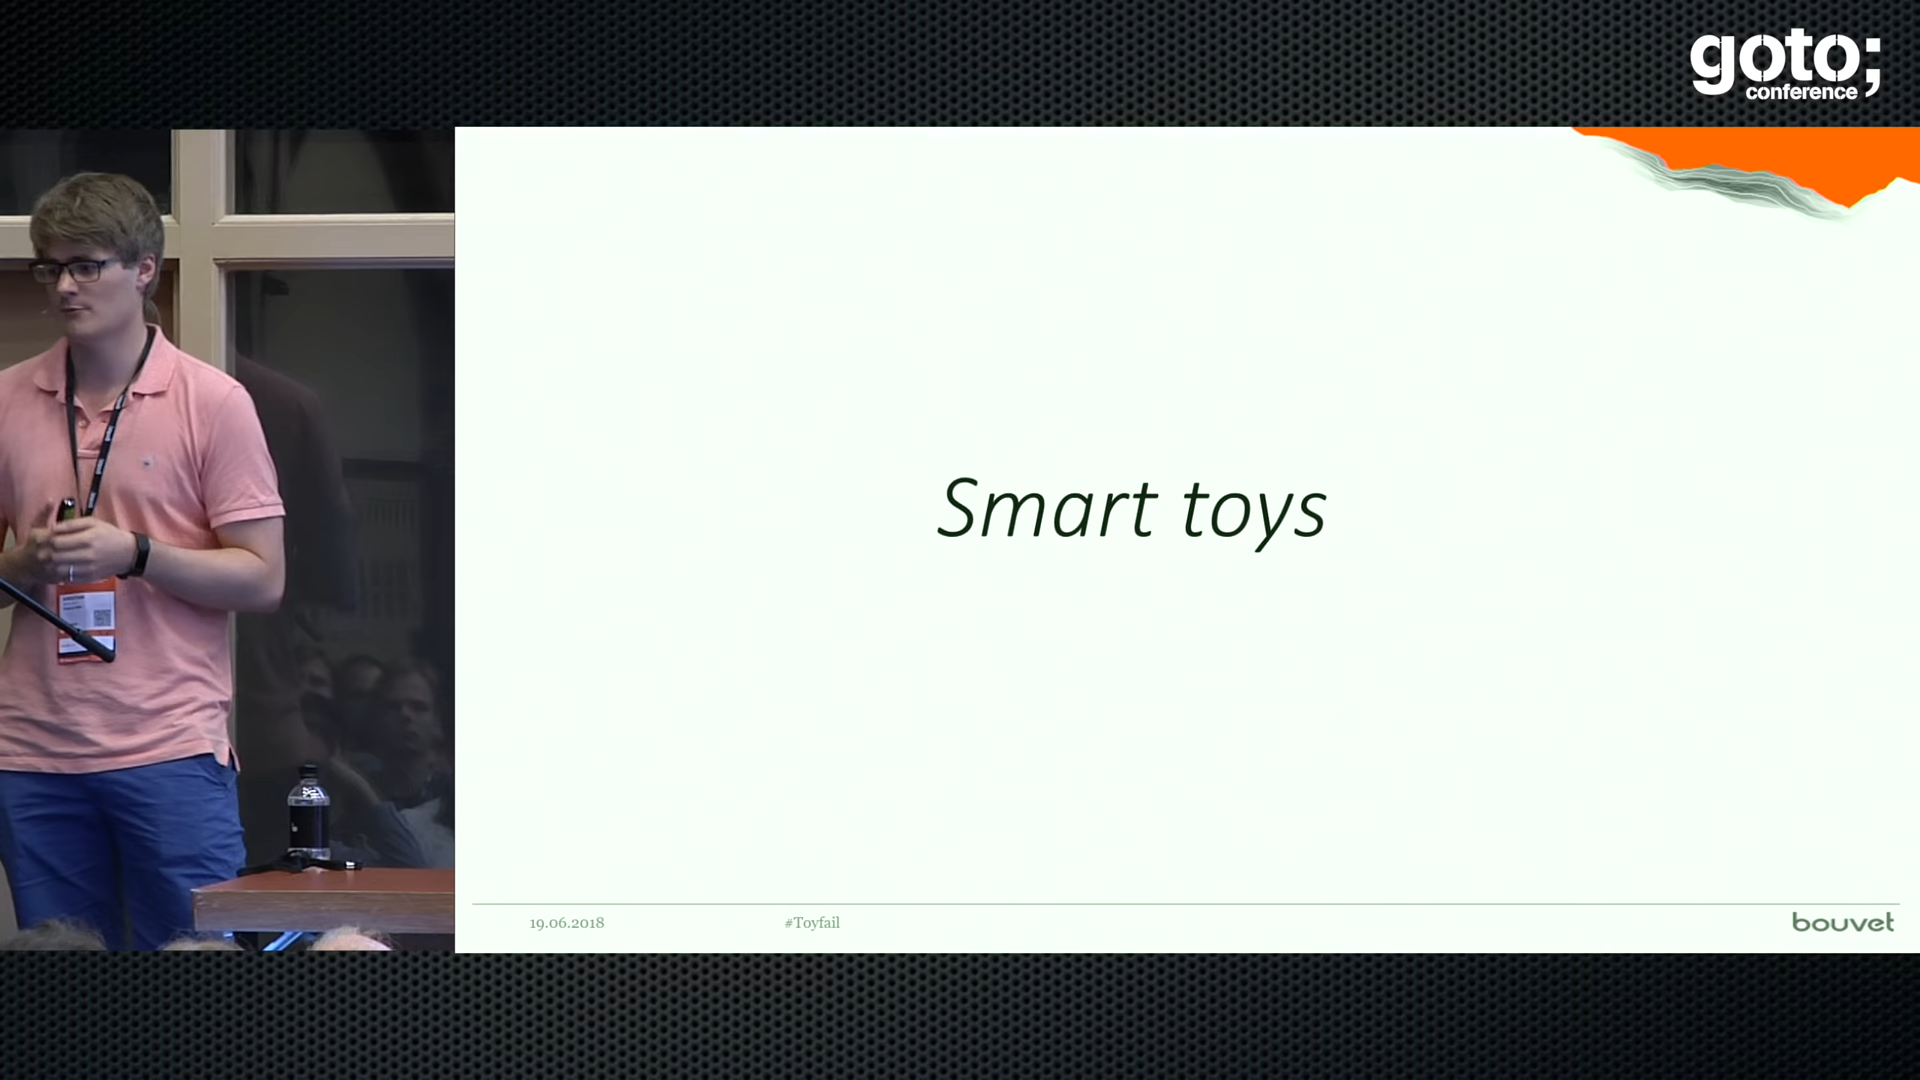 goto;
conference
Smart toys
19.06.2018
#Toyfail
bouvet